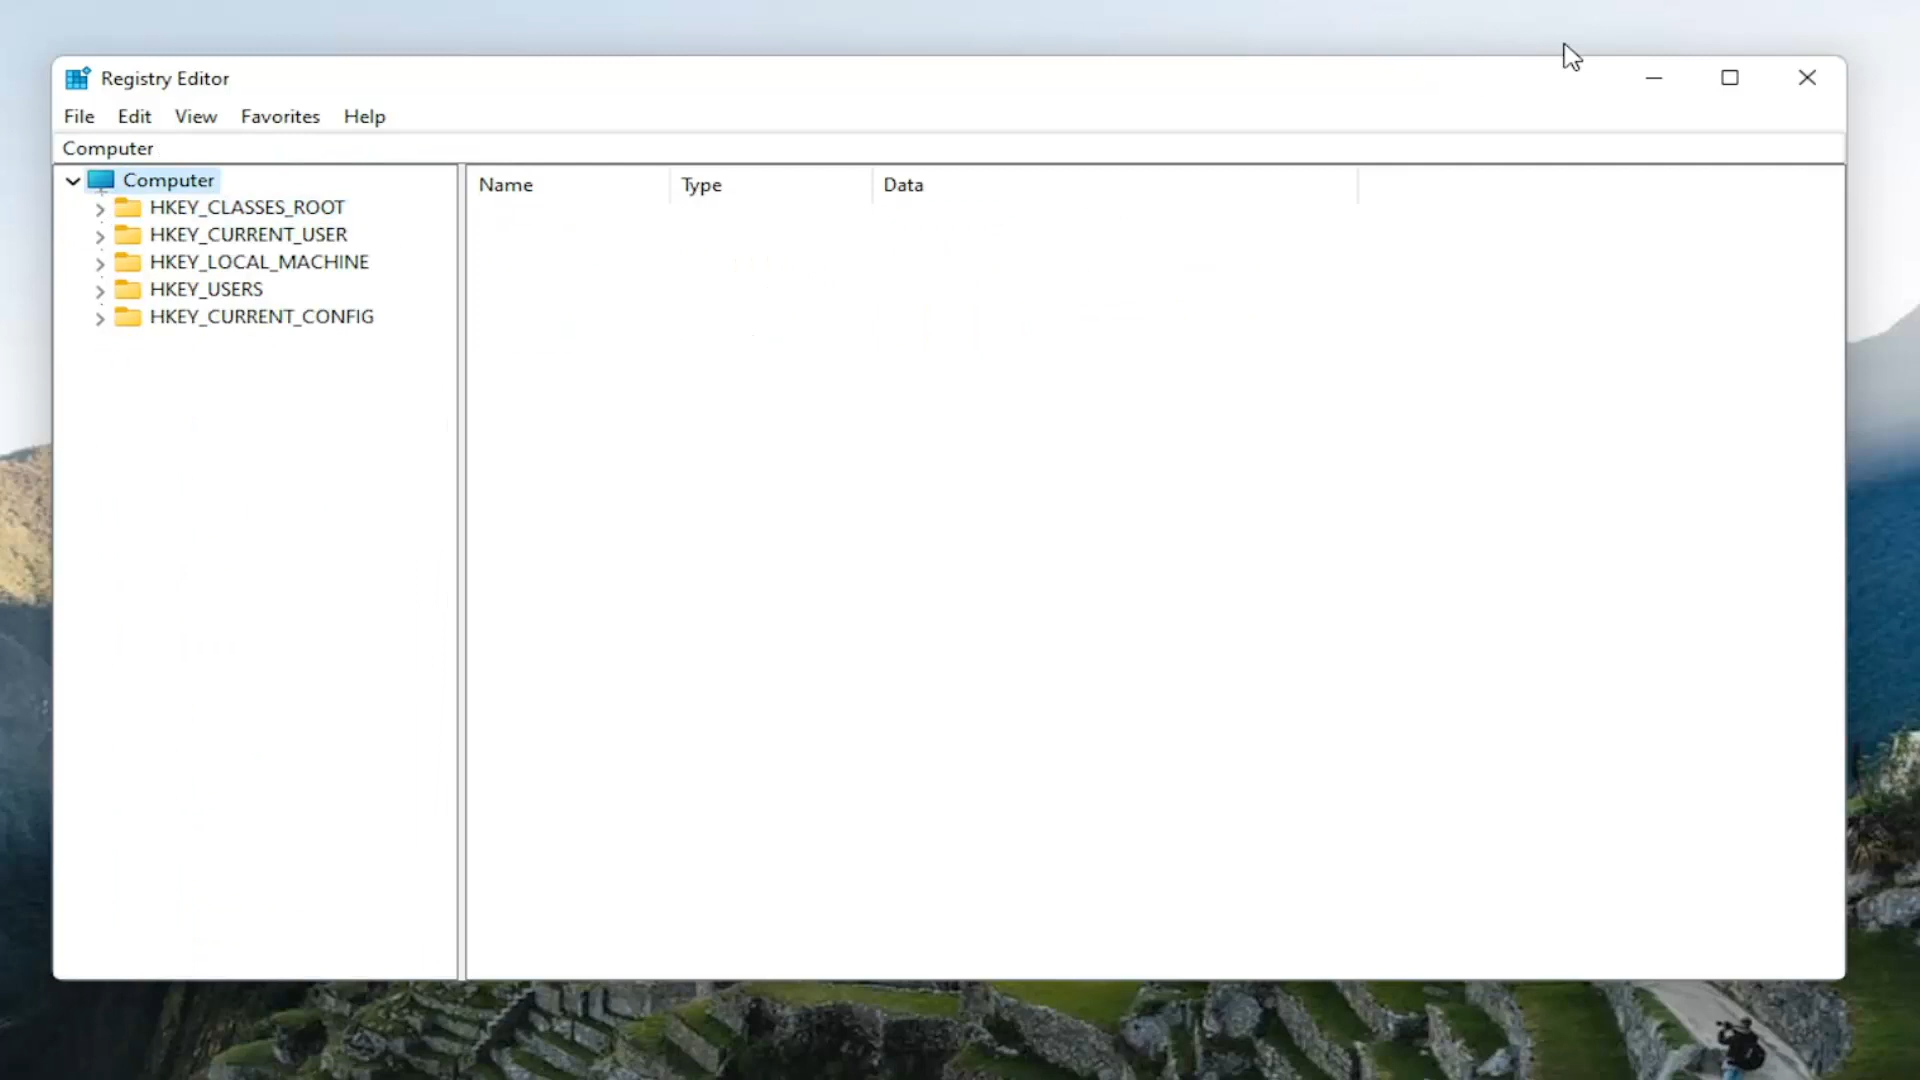 Registry Editor
File Edit View Favorites Help
Computer
Computer
HKEY_CLASSES_ROOT
HKEY_CURRENT_USER
HKEY_LOCAL_MACHINE
HKEY_USERS
HKEY_CURRENT_CONFIG
Name Type Data